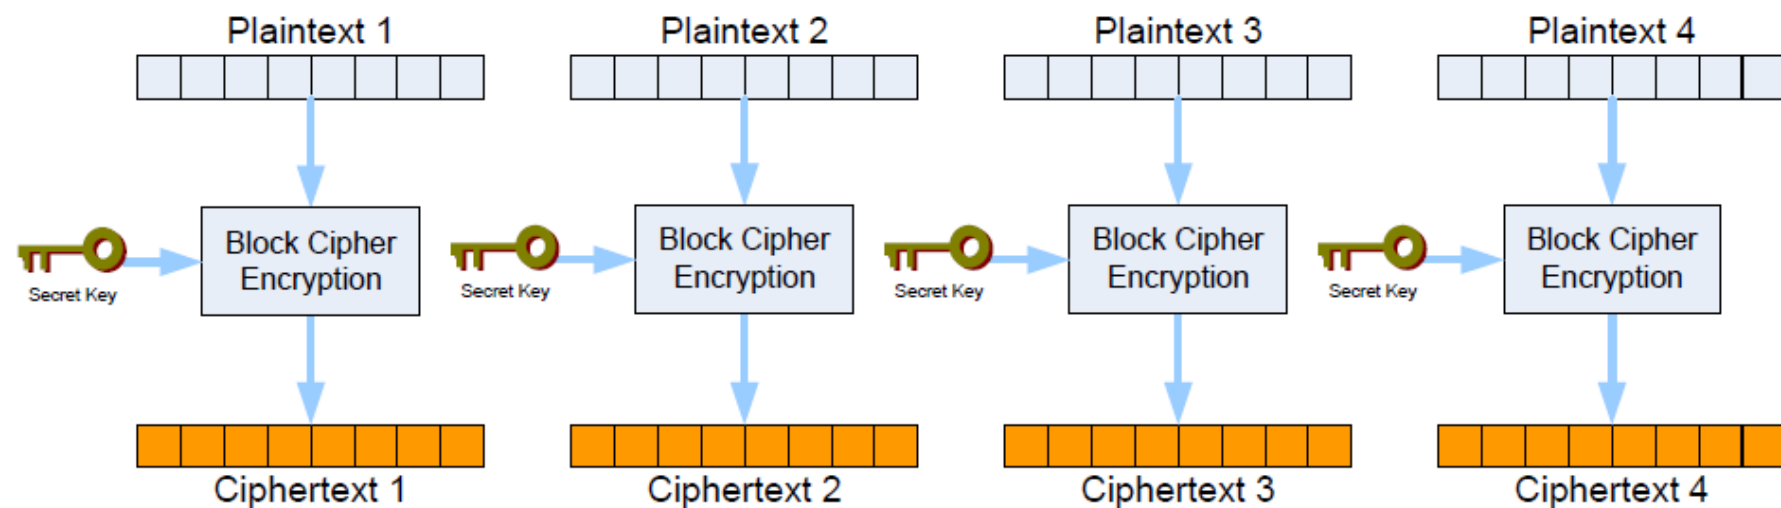 Plaintext 1
Plaintext 2
Plaintext 3
Plaintext 4
Block Cipher
Encryption
Secret Key
Block Cipher
Encryption
Secret Key
Block Cipher
Encryption
Secret Key
Block Cipher
Encryption
Secret Key
Ciphertext 1
Ciphertext 2
Ciphertext 3
Ciphertext 4